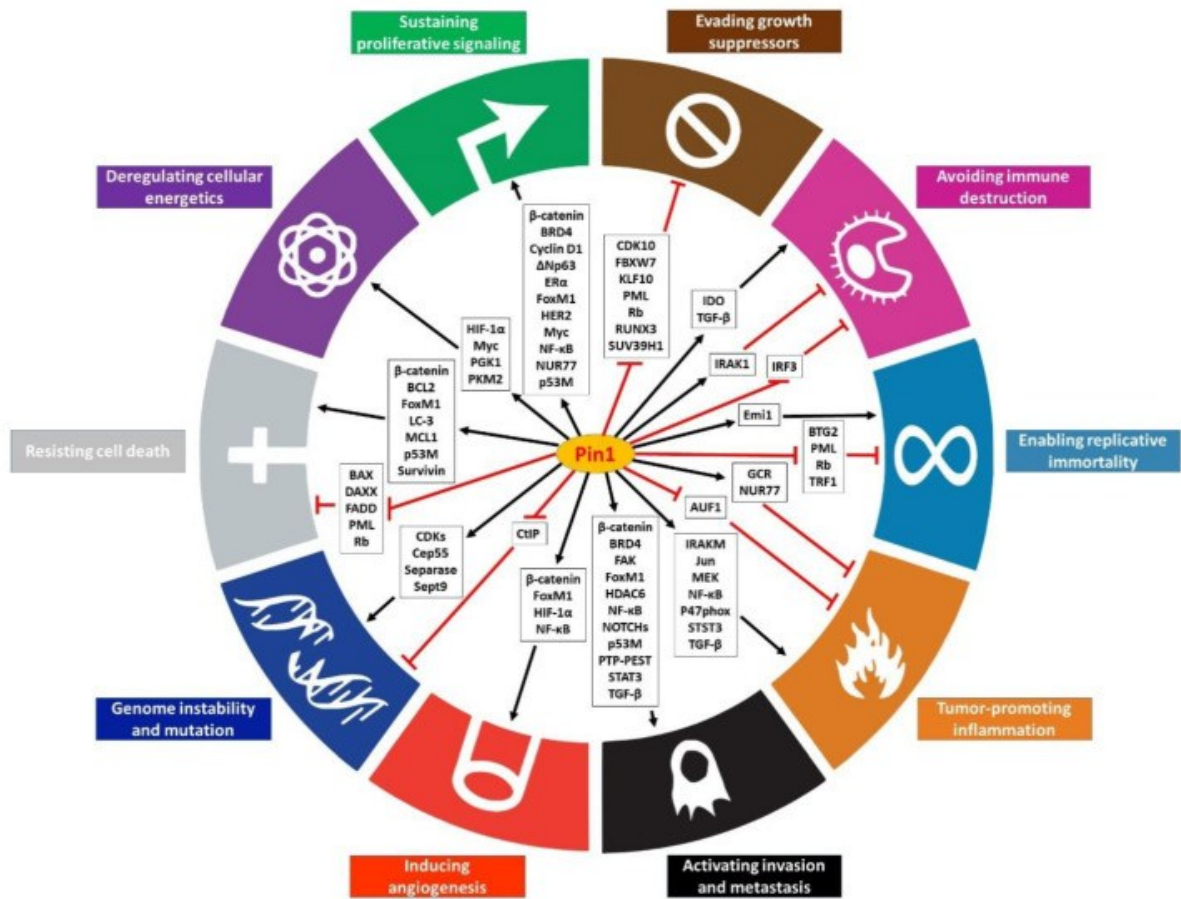 Sustaining
proliferative signaling
Evading growth
suppressors
Deregulating cellular
energetics
Avoiding immune
destruction
β-catenin
BRD4
Cyclin D1
ΔNp63
ERα
FoxM1
HER2
Myc
NF-κB
NUR77
p53M
CDK10
FBXW7
KLF10
PML
Rb
RUNX3
SUV39H1
IDO
TGF-β
HIF-1α
Myc
PGK1
PKM2
IRAK1
IRF3
β-catenin
BCL2
FoxM1
LC-3
MCL1
p53M
Survivin
Emi1
Resisting cell death
Pin1
BTG2
PML
Rb
TRF1
Enabling replicative
immortality
BAX
DAXX
FADD
PML
Rb
GCR
NUR77
AUF1
CDKs
Cep55
Separase
Sept9
CtIP
β-catenin
FoxM1
HIF-1α
NF-κB
β-catenin
BRD4
FAK
FoxM1
HDAC6
NF-κB
NOTCHs
p53M
PTP-PEST
STAT3
TGF-β
IRAKM
Jun
MEK
NF-κB
P47phox
STST3
TGF-β
Genome instability
and mutation
Tumor-promoting
inflammation
Inducing
angiogenesis
Activating invasion
and metastasis